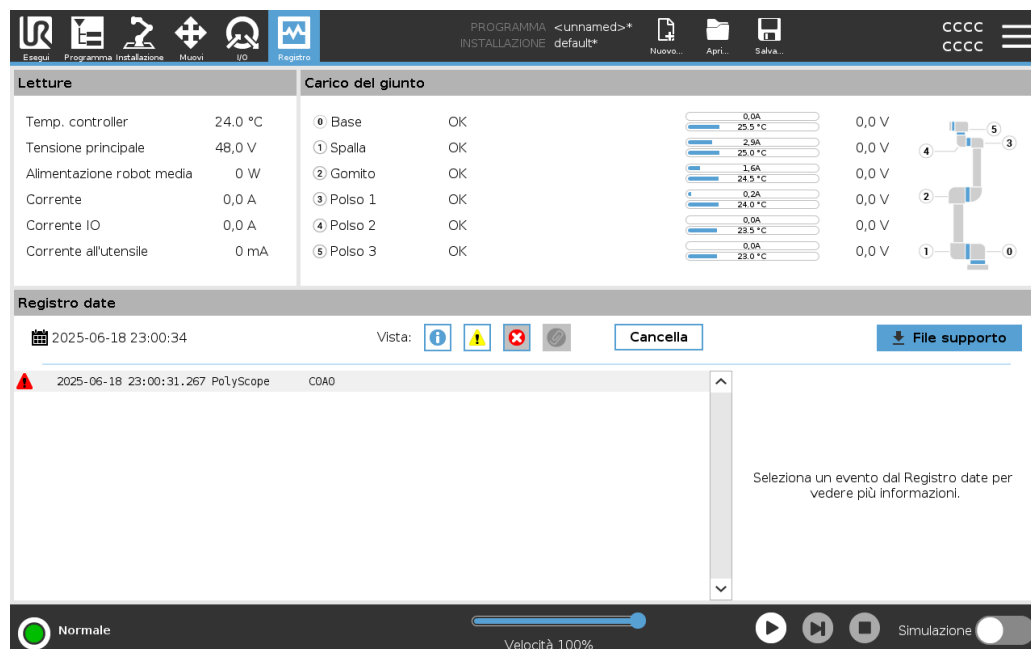 PROGRAMMA <unnamed>*
INSTALLAZIONE default*
CCCC
CCCC
Esegui Programma Installazione Muovi I/O Registro
Nuovo... Apri... Salva...
Letture
Carico del giunto
Temp. controller 24.0 °C
Tensione principale 48,0 V
Alimentazione robot media 0 W
Corrente 0,0 A
Corrente IO 0,0 A
Corrente all'utensile 0 mA
0 Base OK 0,0A 25.5 °C 0,0 V
1 Spalla OK 2,9A 25.0 °C 0,0 V
2 Gomito OK 1,6A 24.5 °C 0,0 V
3 Polso 1 OK 0,2A 24.0 °C 0,0 V
4 Polso 2 OK 0,0A 23.5 °C 0,0 V
5 Polso 3 OK 0,0A 23.0 °C 0,0 V
5
3
4
2
1 0
Registro date
2025-06-18 23:00:34 Vista: Cancella File supporto
2025-06-18 23:00:31.267 PolyScope C0A0
Seleziona un evento dal Registro date per
vedere più informazioni.
Normale
Velocità 100%
Simulazione